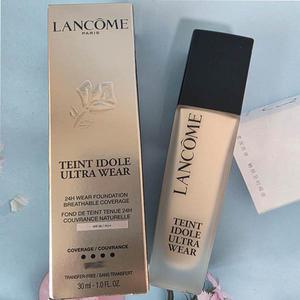 LANCÔME
PARIS
TEINT IDOLE
ULTRA WEAR
24H WEAR FOUNDATION
BREATHABLE COVERAGE
FOND DE TEINT TENUE 24H
COUVRANCE NATURELLE
COVERAGE / COUVRANCE
TRANSFER-FREE / SANS TRANSFERT
30 ml - 1.0 FL. OZ.
LANCÔME
TEINT
IDOLE
ULTRA
WEAR